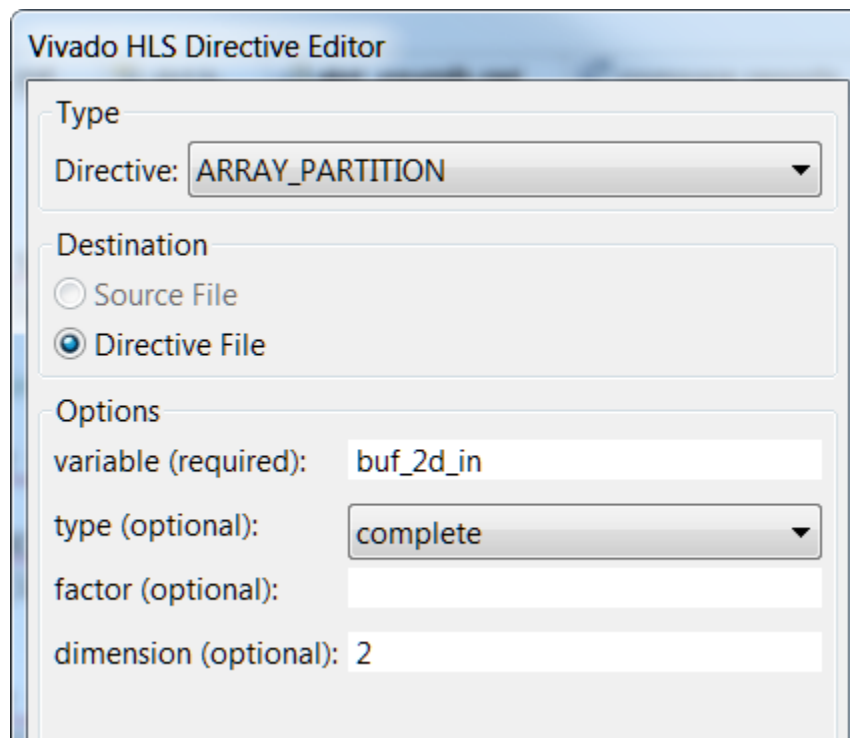 Vivado HLS Directive Editor
Type
Directive: ARRAY_PARTITION
Destination
Source File
Directive File
Options
variable (required): buf_2d_in
type (optional): complete
factor (optional):
dimension (optional): 2